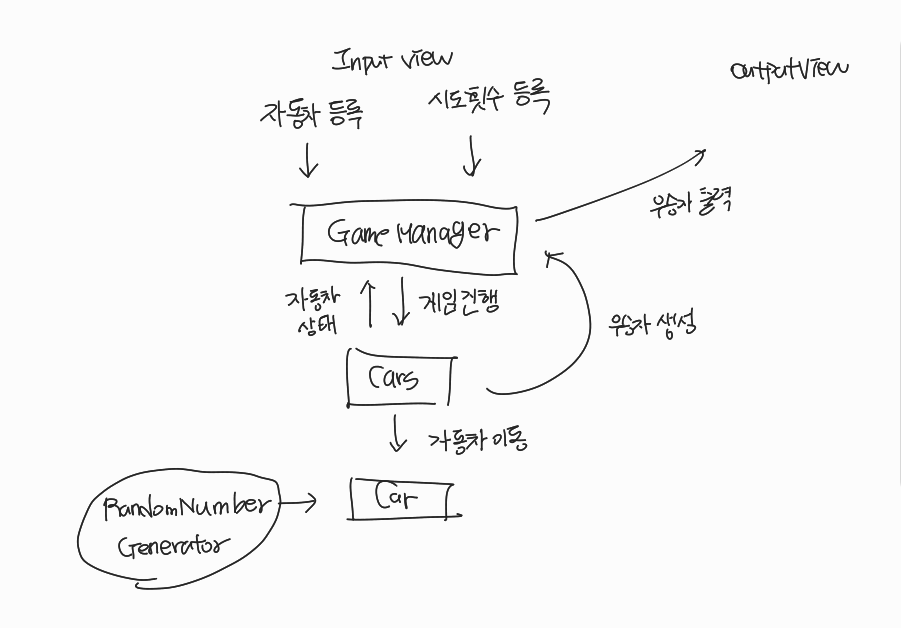 Input view
OutputView
자동차 등록
시도횟수 등록
우승자 출력
Game Manager
자동차
상태
게임진행
우승자 생성
Cars
자동차 이동
RandomNumber
Generator
Car